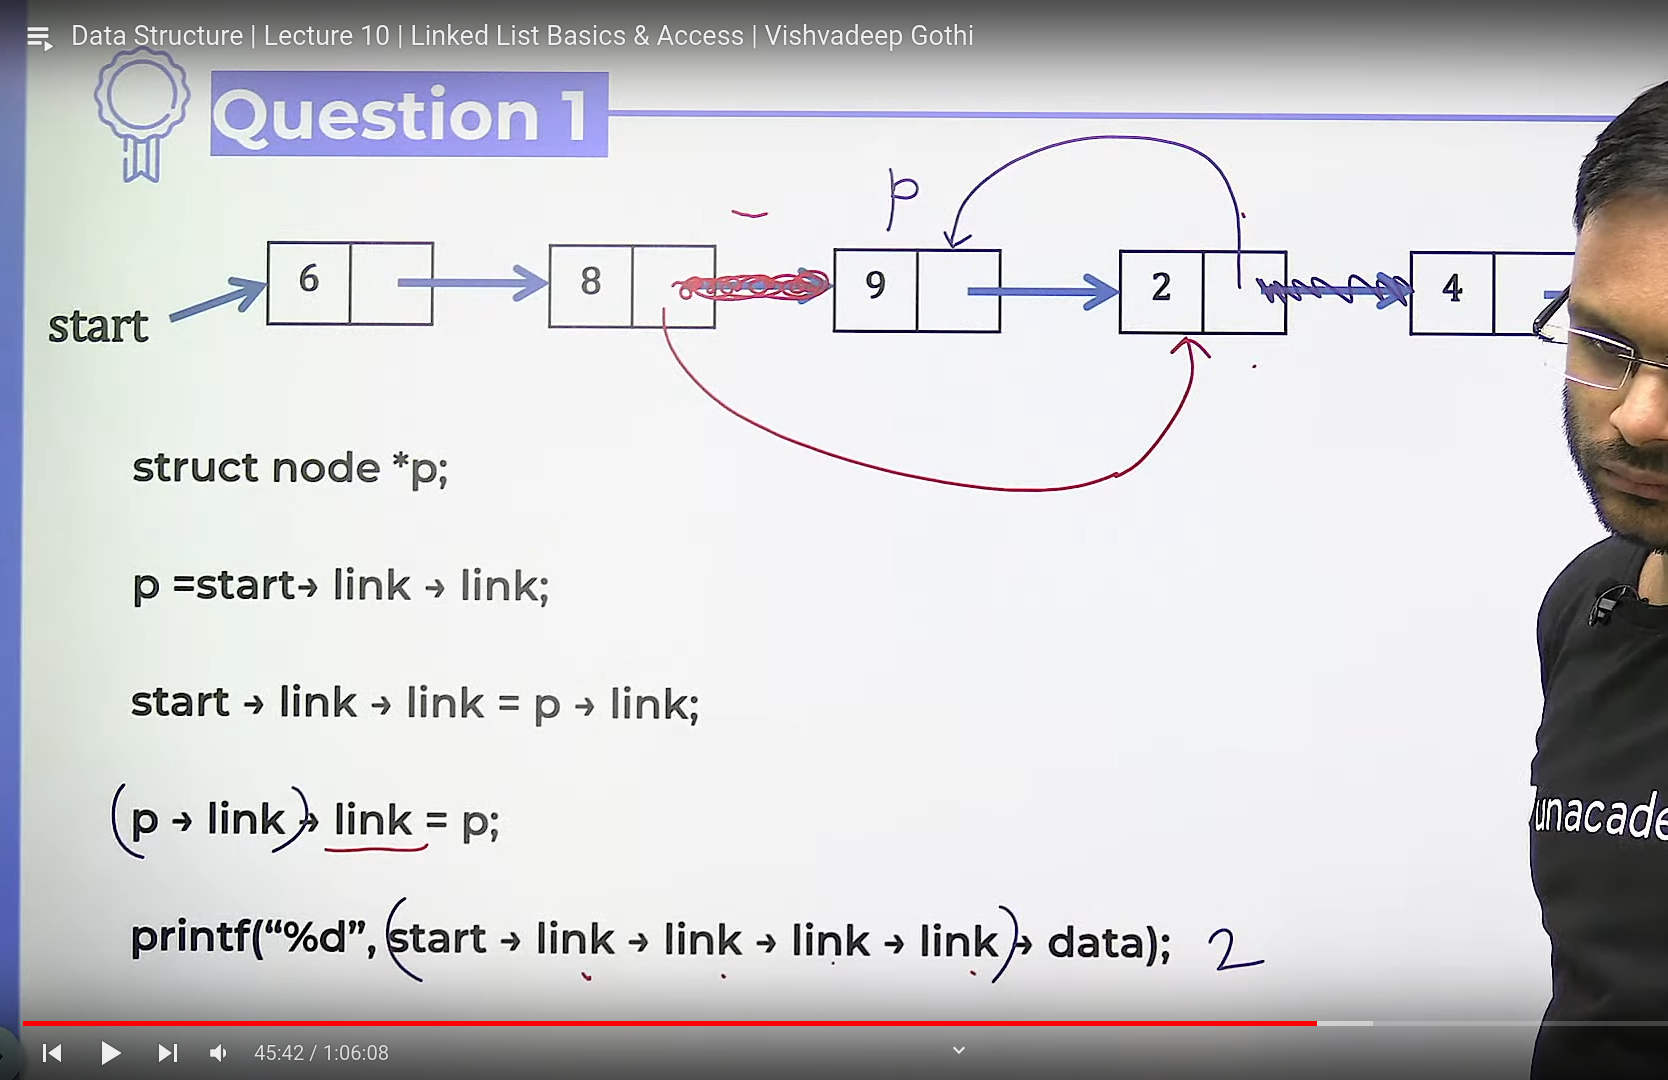 Data Structure | Lecture 10 | Linked List Basics & Access | Vishvadeep Gothi
Question 1
p
start 6 8 9 2 4
struct node *p;
p =start→ link → link;
start → link → link = p → link;
(p → link)→ link = p;
printf("%d", (start → link → link → link → link)→ data); 2
unacade
45:42 / 1:06:08